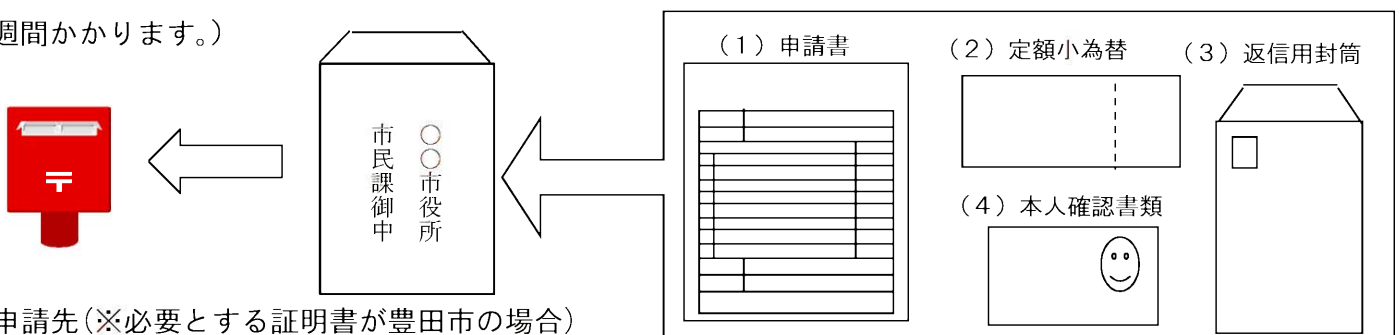 週間かかります。）
（１）申請書
（２）定額小為替
（３）返信用封筒
（４）本人確認書類
〒
〇〇市役所
市民課御中
申請先（※必要とする証明書が豊田市の場合）